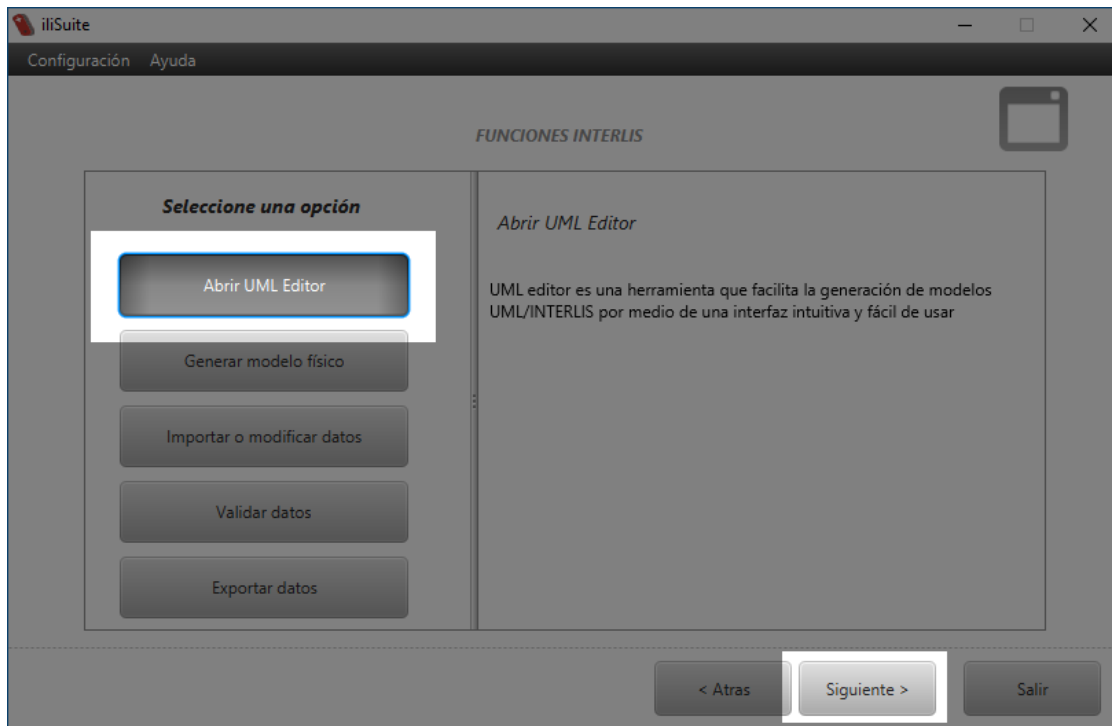 iliSuite
Configuración Ayuda
FUNCIONES INTERLIS
Seleccione una opción
Abrir UML Editor
Generar modelo físico
Importar o modificar datos
Validar datos
Exportar datos
Abrir UML Editor
UML editor es una herramienta que facilita la generación de modelos
UML/INTERLIS por medio de una interfaz intuitiva y fácil de usar
< Atras
Siguiente >
Salir